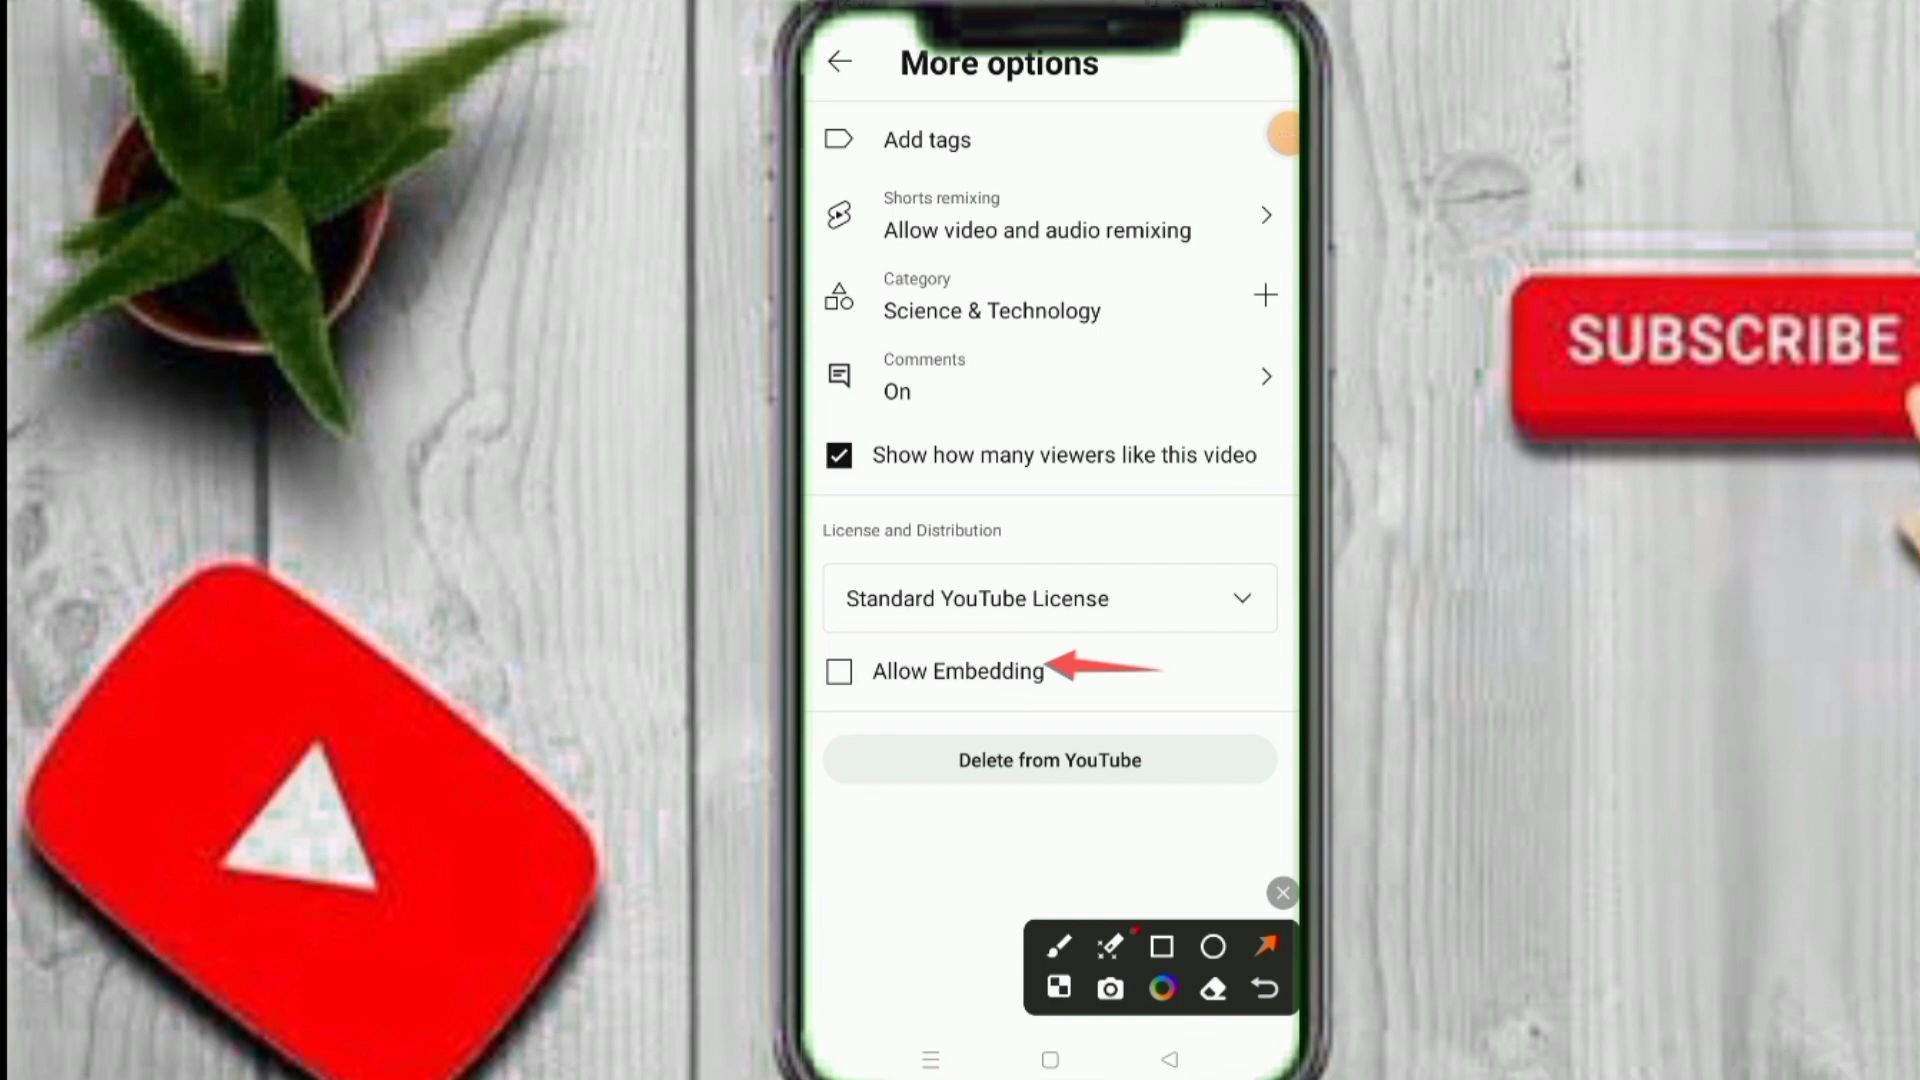 More options
Add tags
Shorts remixing
Allow video and audio remixing
Category
Science & Technology
Comments
On
Show how many viewers like this video
License and Distribution
Standard YouTube License
Allow Embedding
Delete from YouTube
SUBSCRIBE